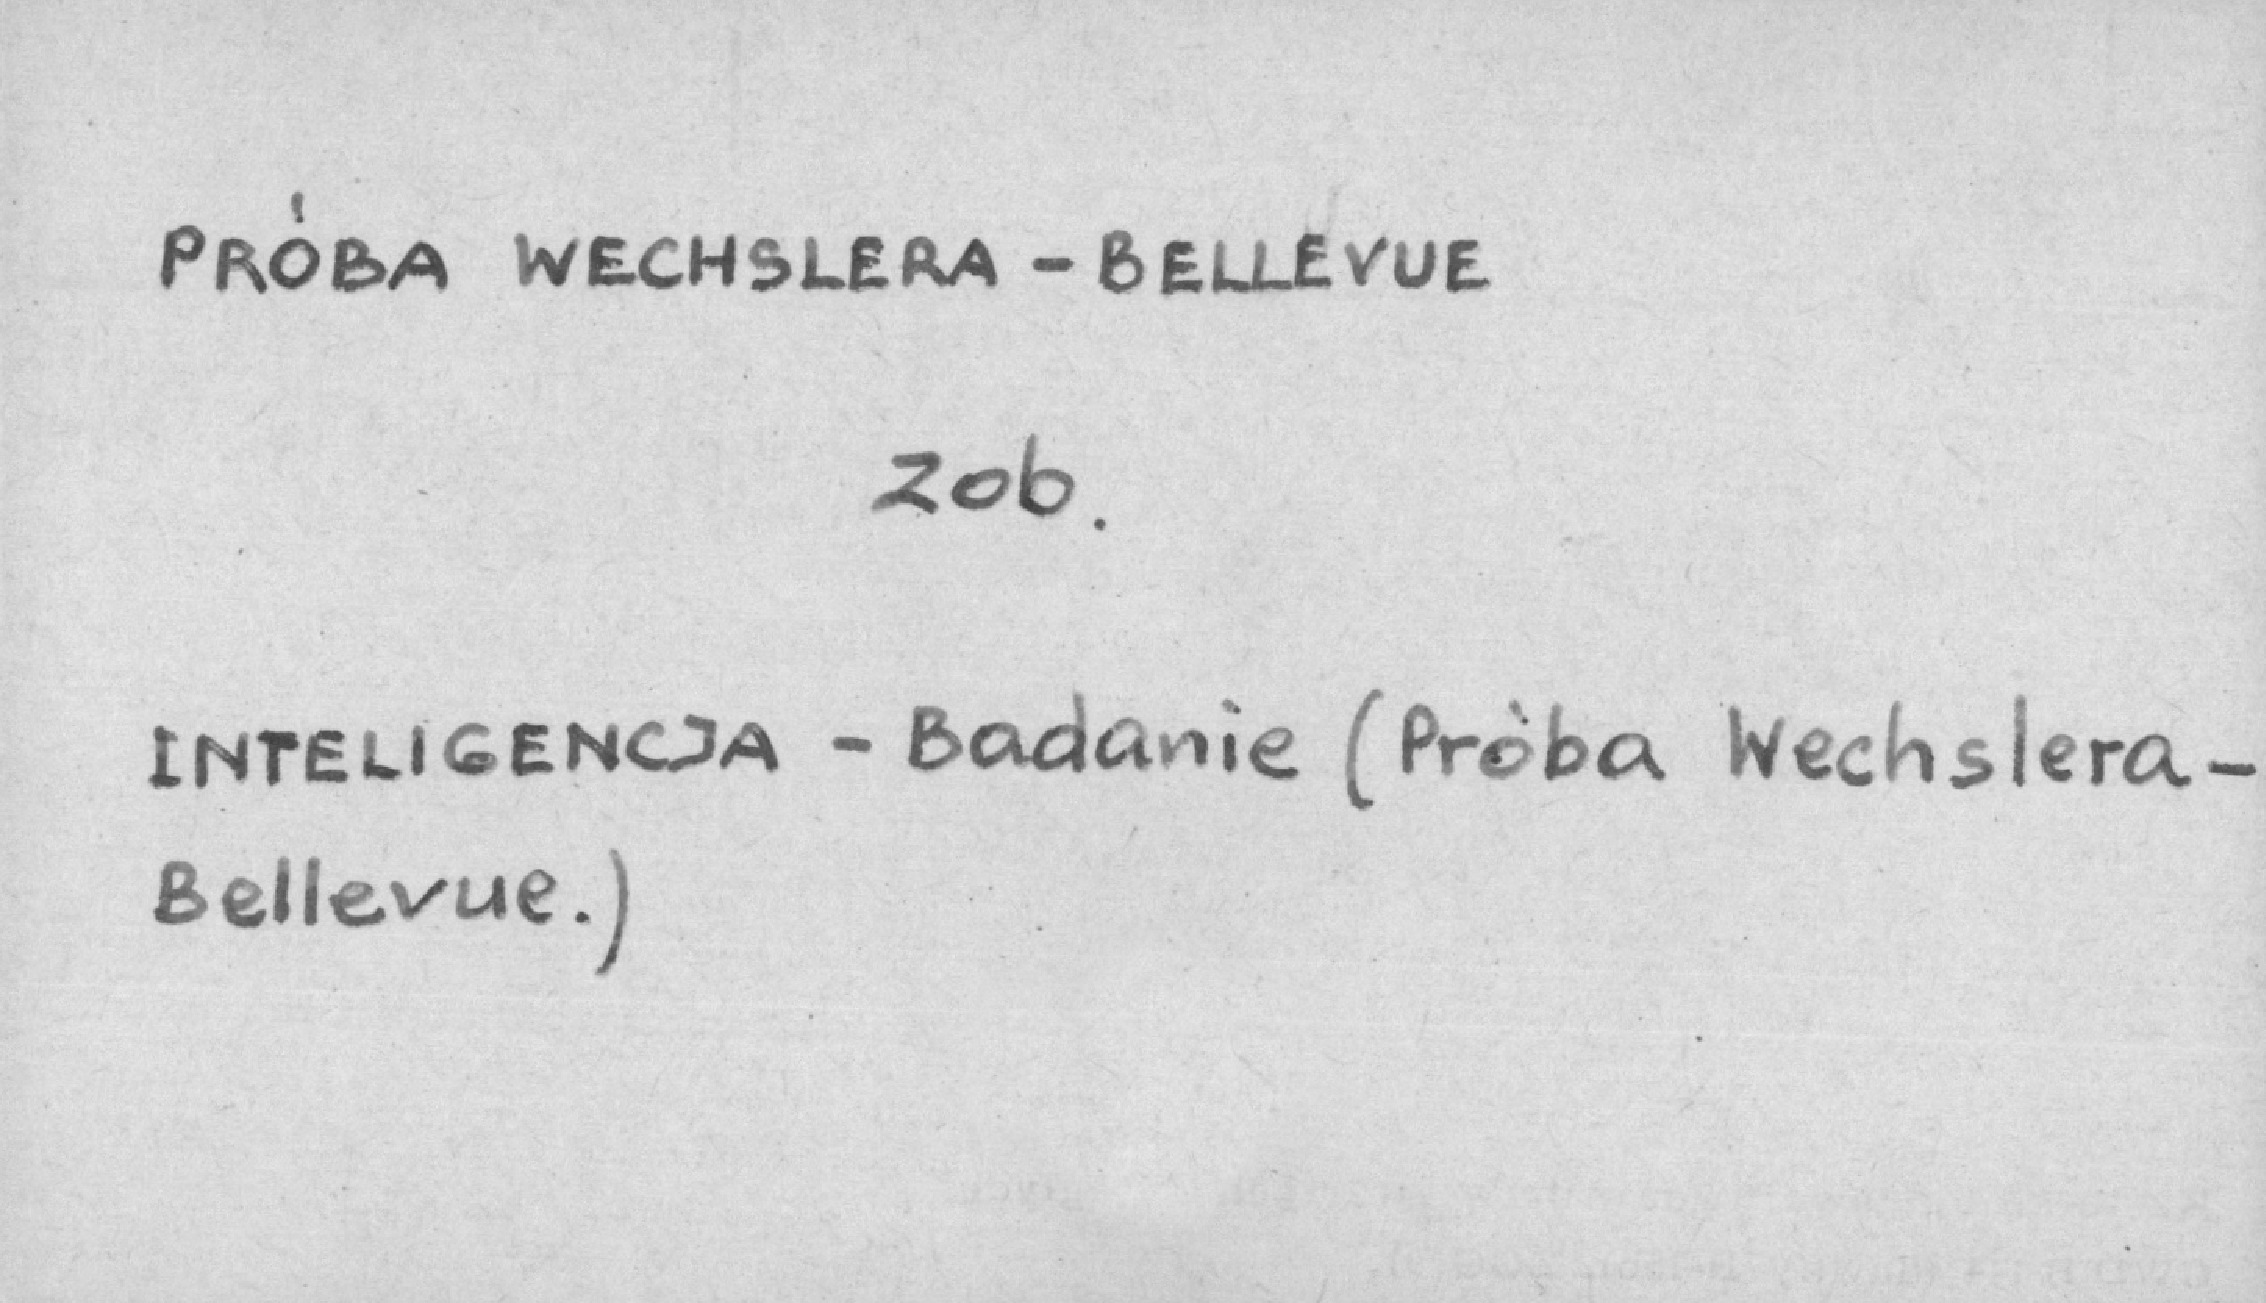 PRÓBA WECHSLERA - BELLEVUE
zob.
INTELIGENCJA - Badanie (Próba Wechslera-
Bellevue.)